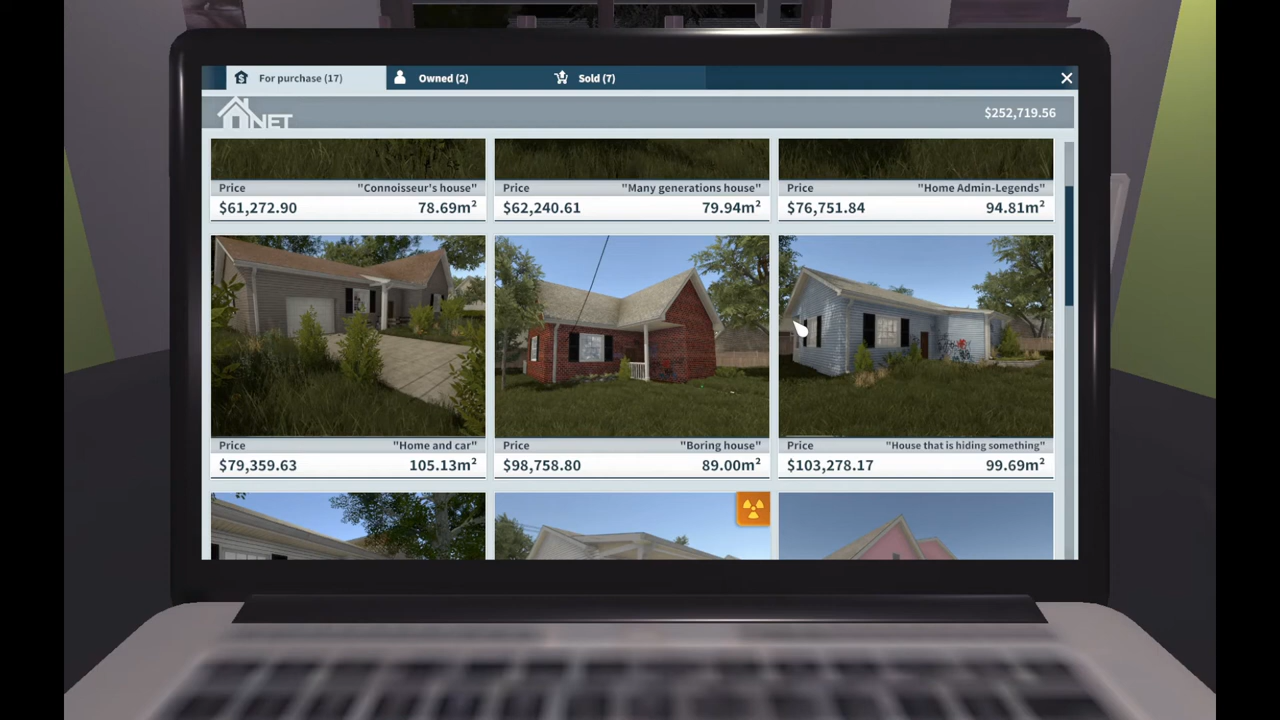 For purchase (17) Owned (2) Sold (7)
NET $252,719.56
Price "Connoisseur's house" Price "Many generations house" Price "Home Admin-Legends"
$61,272.90 78.69m² $62,240.61 79.94m² $76,751.84 94.81m²
Price "Home and car" Price "Boring house" Price "House that is hiding something"
$79,359.63 105.13m² $98,758.80 89.00m² $103,278.17 99.69m²